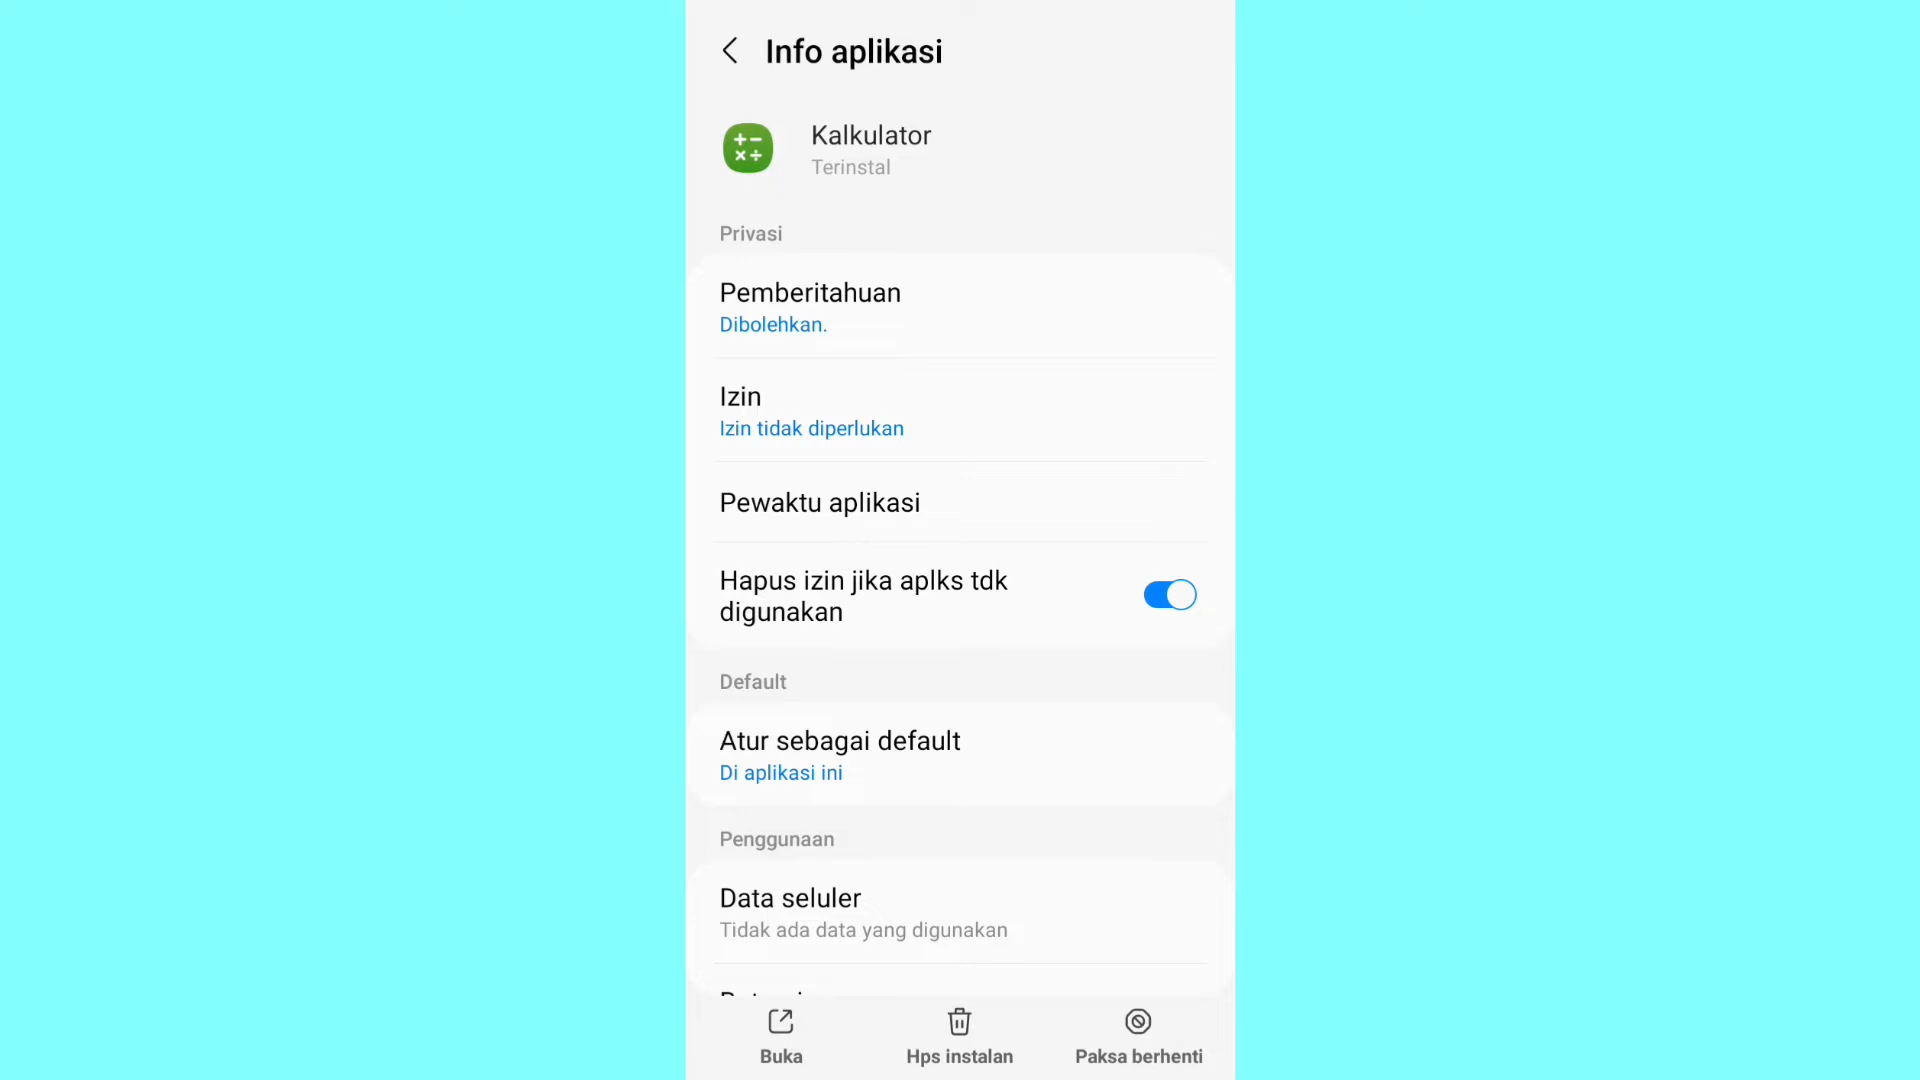 Info aplikasi
Kalkulator
Terinstal
Privasi
Pemberitahuan
Dibolehkan.
Izin
Izin tidak diperlukan
Pewaktu aplikasi
Hapus izin jika aplks tdk
digunakan
Default
Atur sebagai default
Di aplikasi ini
Penggunaan
Data seluler
Tidak ada data yang digunakan
Buka
Hps instalan
Paksa berhenti